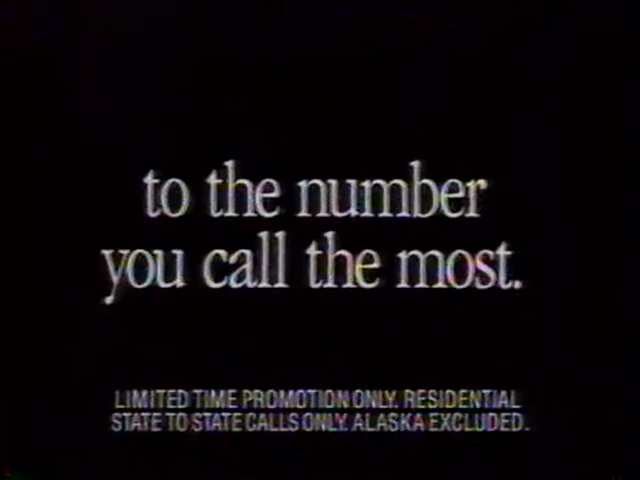 to the number
you call the most.
LIMITED TIME PROMOTION ONLY. RESIDENTIAL
STATE TO STATE CALLS ONLY. ALASKA EXCLUDED.